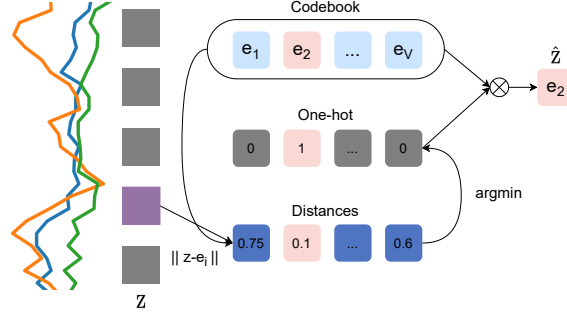 Codebook
e₁ e₂ ... eᵥ
ẑ
e₂
One-hot
0 1 ... 0
argmin
Distances
0.75 0.1 ... 0.6
|| z-eᵢ ||
z